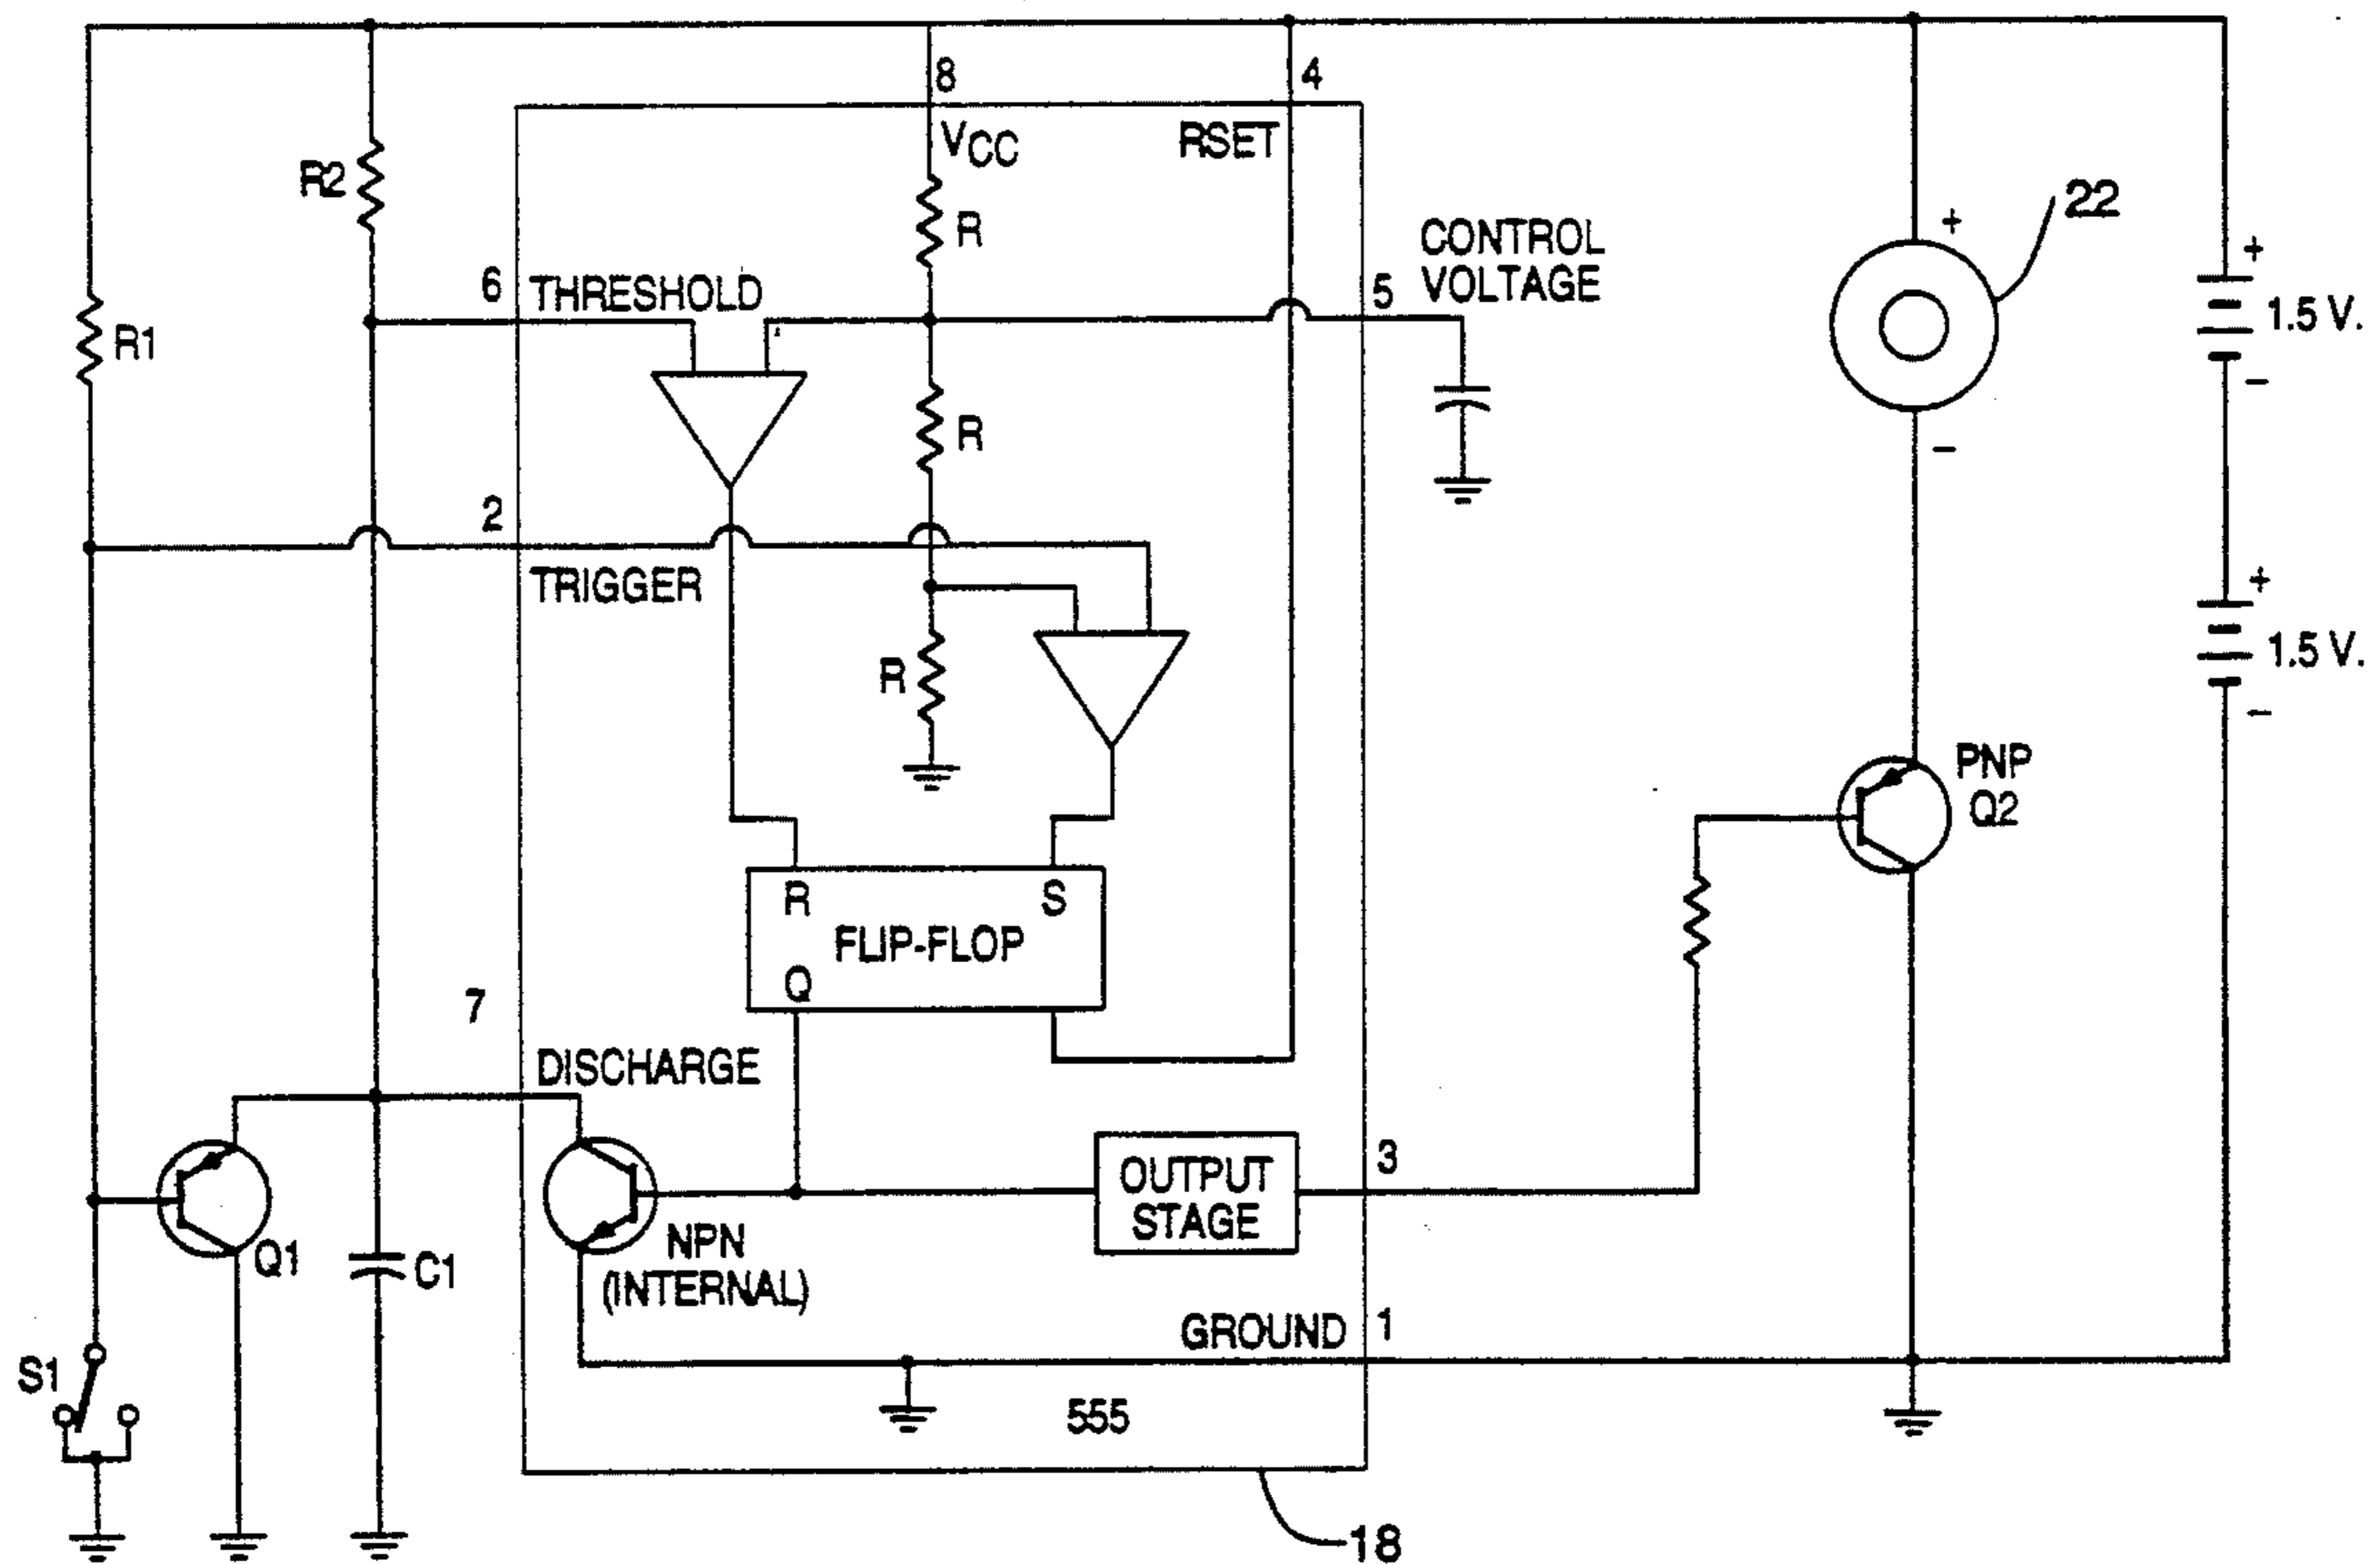 8
4
VCC
RSET
R2
R
22
6
THRESHOLD
5
CONTROL
VOLTAGE
+
+
1.5 V.
−
R1
R
−
2
TRIGGER
+
1.5 V.
−
R
PNP
Q2
R
S
FLIP-FLOP
Q
7
DISCHARGE
3
OUTPUT
STAGE
NPN
(INTERNAL)
Q1
C1
GROUND
1
S1
555
18